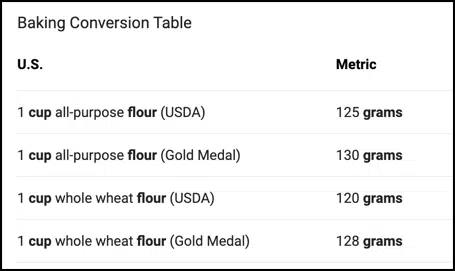 Baking Conversion Table
U.S. Metric
1 cup all-purpose flour (USDA) 125 grams
1 cup all-purpose flour (Gold Medal) 130 grams
1 cup whole wheat flour (USDA) 120 grams
1 cup whole wheat flour (Gold Medal) 128 grams